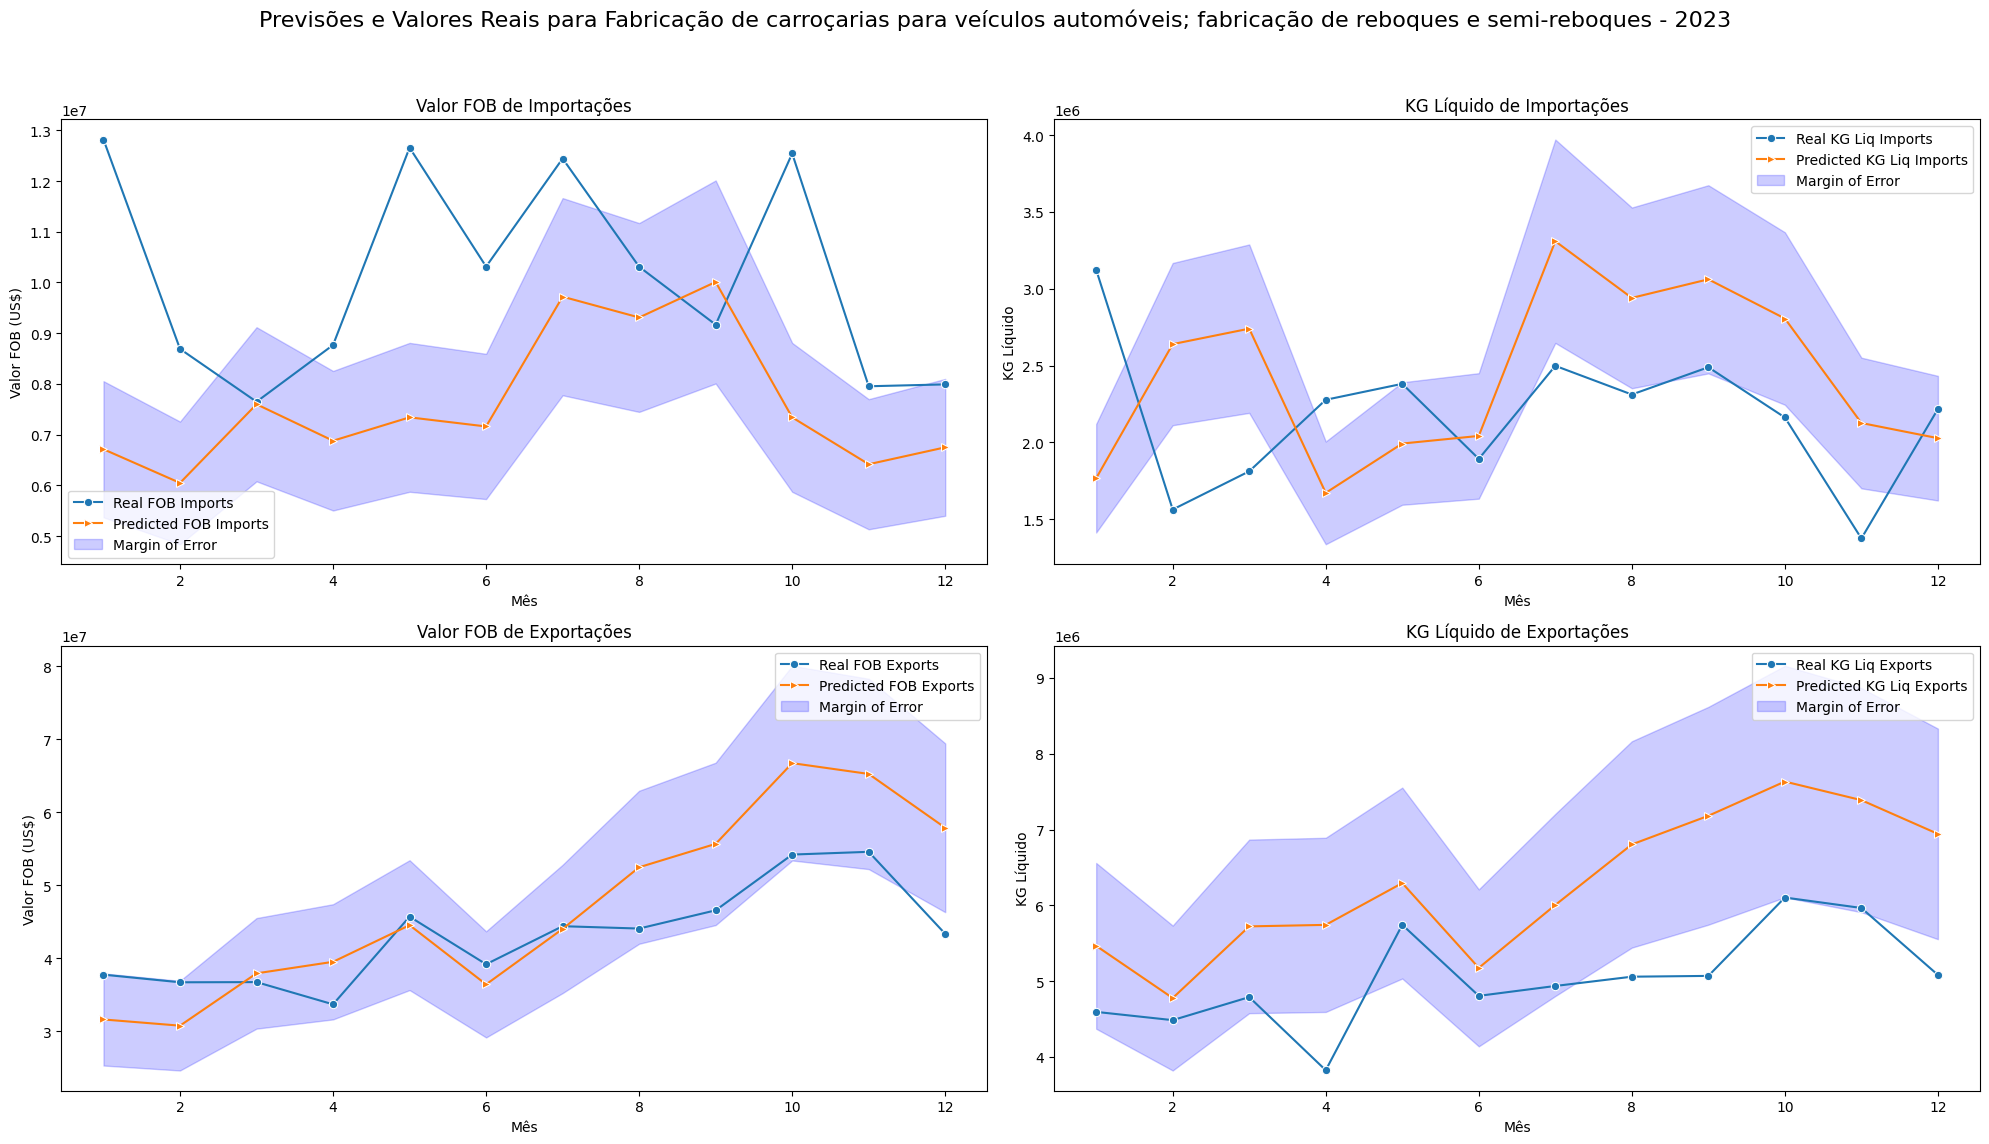 Previsões e Valores Reais para Fabricação de carroçarias para veículos automóveis; fabricação de reboques e semi-reboques - 2023
Valor FOB de Importações
1e7
1.3
1.2
1.1
1.0
0.9
0.8
0.7
0.6
0.5
Valor FOB (US$)
Real FOB Imports
Predicted FOB Imports
Margin of Error
2 4 6 8 10 12
Mês
KG Líquido de Importações
1e6
4.0
3.5
3.0
2.5
2.0
1.5
KG Líquido
Real KG Liq Imports
Predicted KG Liq Imports
Margin of Error
2 4 6 8 10 12
Mês
Valor FOB de Exportações
1e7
8
7
6
5
4
3
Valor FOB (US$)
Real FOB Exports
Predicted FOB Exports
Margin of Error
2 4 6 8 10 12
Mês
KG Líquido de Exportações
1e6
9
8
7
6
5
4
KG Líquido
Real KG Liq Exports
Predicted KG Liq Exports
Margin of Error
2 4 6 8 10 12
Mês